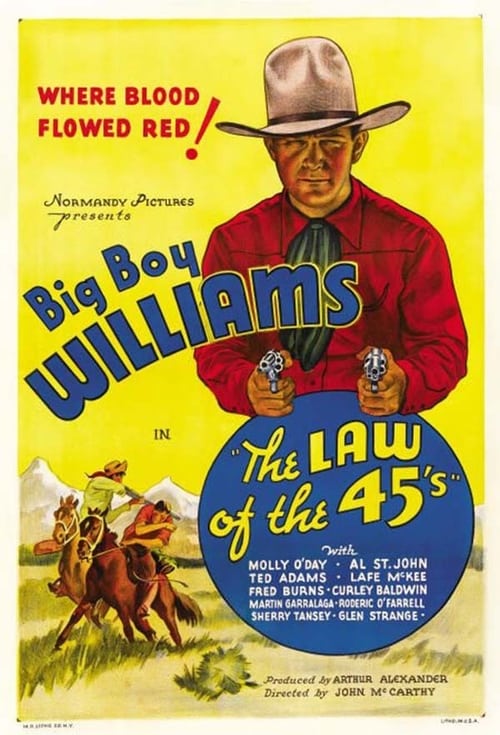 WHERE BLOOD
FLOWED RED!
NORMANDY PICTURES
presents
Big Boy
WILLIAMS
IN
"The LAW
of the 45's"
With
MOLLY O'DAY · AL ST. JOHN
TED ADAMS · LAFE McKEE
FRED BURNS · CURLEY BALDWIN
MARTIN GARRALAGA · RODERIC O'FARRELL
SHERRY TANSEY · GLEN STRANGE ·
Produced by ARTHUR ALEXANDER
Directed by JOHN McCARTHY
LITHO. IN U.S.A.